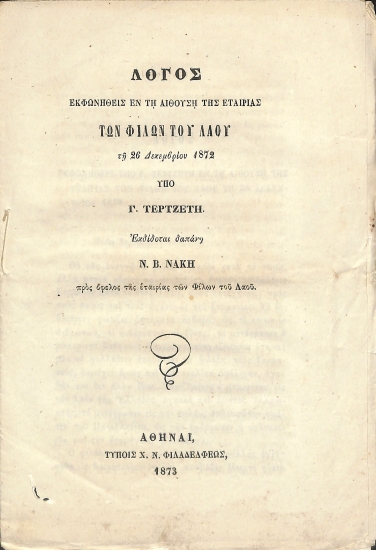 ΛΟΓΟΣ
ΕΚΦΩΝΗΘΕΙΣ ΕΝ ΤΗ ΑΙΘΟΥΣΗ ΤΗΣ ΕΤΑΙΡΙΑΣ
ΤΩΝ ΦΙΛΩΝ ΤΟΥ ΛΑΟΥ
τῇ 26 Δεκεμβρίου 1872
ΥΠΟ
Γ. ΤΕΡΤΖΕΤΗ.
Ἐκδίδοται δαπάνῃ
Ν. Β. ΝΑΚΗ
πρὸς ὄφελος τῆς ἑταιρίας τῶν Φίλων τοῦ Λαοῦ.
ΑΘΗΝΑΙ,
ΤΥΠΟΙΣ Χ. Ν. ΦΙΛΑΔΕΛΦΕΩΣ,
1873